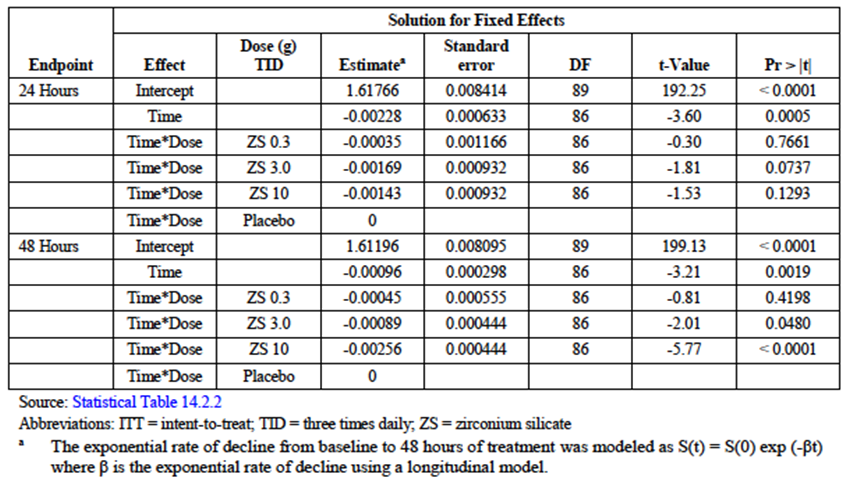 Solution for Fixed Effects
Endpoint Effect Dose (g) TID Estimateᵃ Standard error DF t-Value Pr > |t|
24 Hours Intercept 1.61766 0.008414 89 192.25 < 0.0001
Time -0.00228 0.000633 86 -3.60 0.0005
Time*Dose ZS 0.3 -0.00035 0.001166 86 -0.30 0.7661
Time*Dose ZS 3.0 -0.00169 0.000932 86 -1.81 0.0737
Time*Dose ZS 10 -0.00143 0.000932 86 -1.53 0.1293
Time*Dose Placebo 0
48 Hours Intercept 1.61196 0.008095 89 199.13 < 0.0001
Time -0.00096 0.000298 86 -3.21 0.0019
Time*Dose ZS 0.3 -0.00045 0.000555 86 -0.81 0.4198
Time*Dose ZS 3.0 -0.00089 0.000444 86 -2.01 0.0480
Time*Dose ZS 10 -0.00256 0.000444 86 -5.77 < 0.0001
Time*Dose Placebo 0
Source: Statistical Table 14.2.2
Abbreviations: ITT = intent-to-treat; TID = three times daily; ZS = zirconium silicate
ᵃ The exponential rate of decline from baseline to 48 hours of treatment was modeled as S(t) = S(0) exp (-βt)
where β is the exponential rate of decline using a longitudinal model.